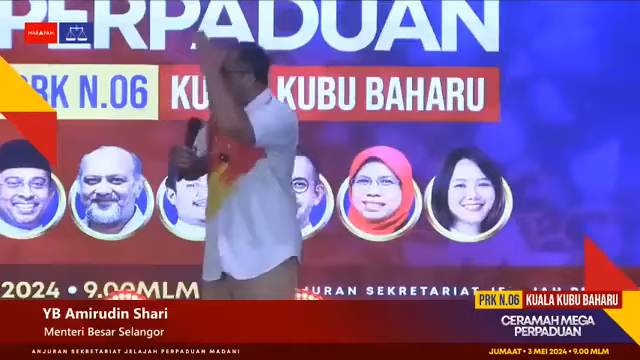 HARAPAN
PERPADUAN
PRK N.06
KUALA KUBU BAHARU
2024 • 9.00MLM
YB Amirudin Shari
Menteri Besar Selangor
ANJURAN SEKRETARIAT JELAJAH PERPADUAN MADANI
PRK N.06 KUALA KUBU BAHARU
CERAMAH MEGA
PERPADUAN
JUMAAT • 3 MEI 2024 • 9.00 MLM